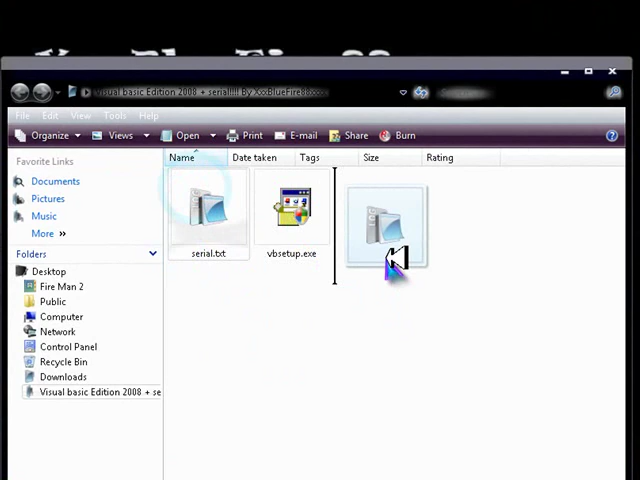 Visual basic Edition 2008 + serial!!!! By XxxBlueFire88xxx
File Edit View Tools Help
Organize Views Open Print E-mail Share Burn
Favorite Links
Documents
Pictures
Music
More »
Folders
Desktop
Fire Man 2
Public
Computer
Network
Control Panel
Recycle Bin
Downloads
Visual basic Edition 2008 + se
Name Date taken Tags Size Rating
serial.txt vbsetup.exe